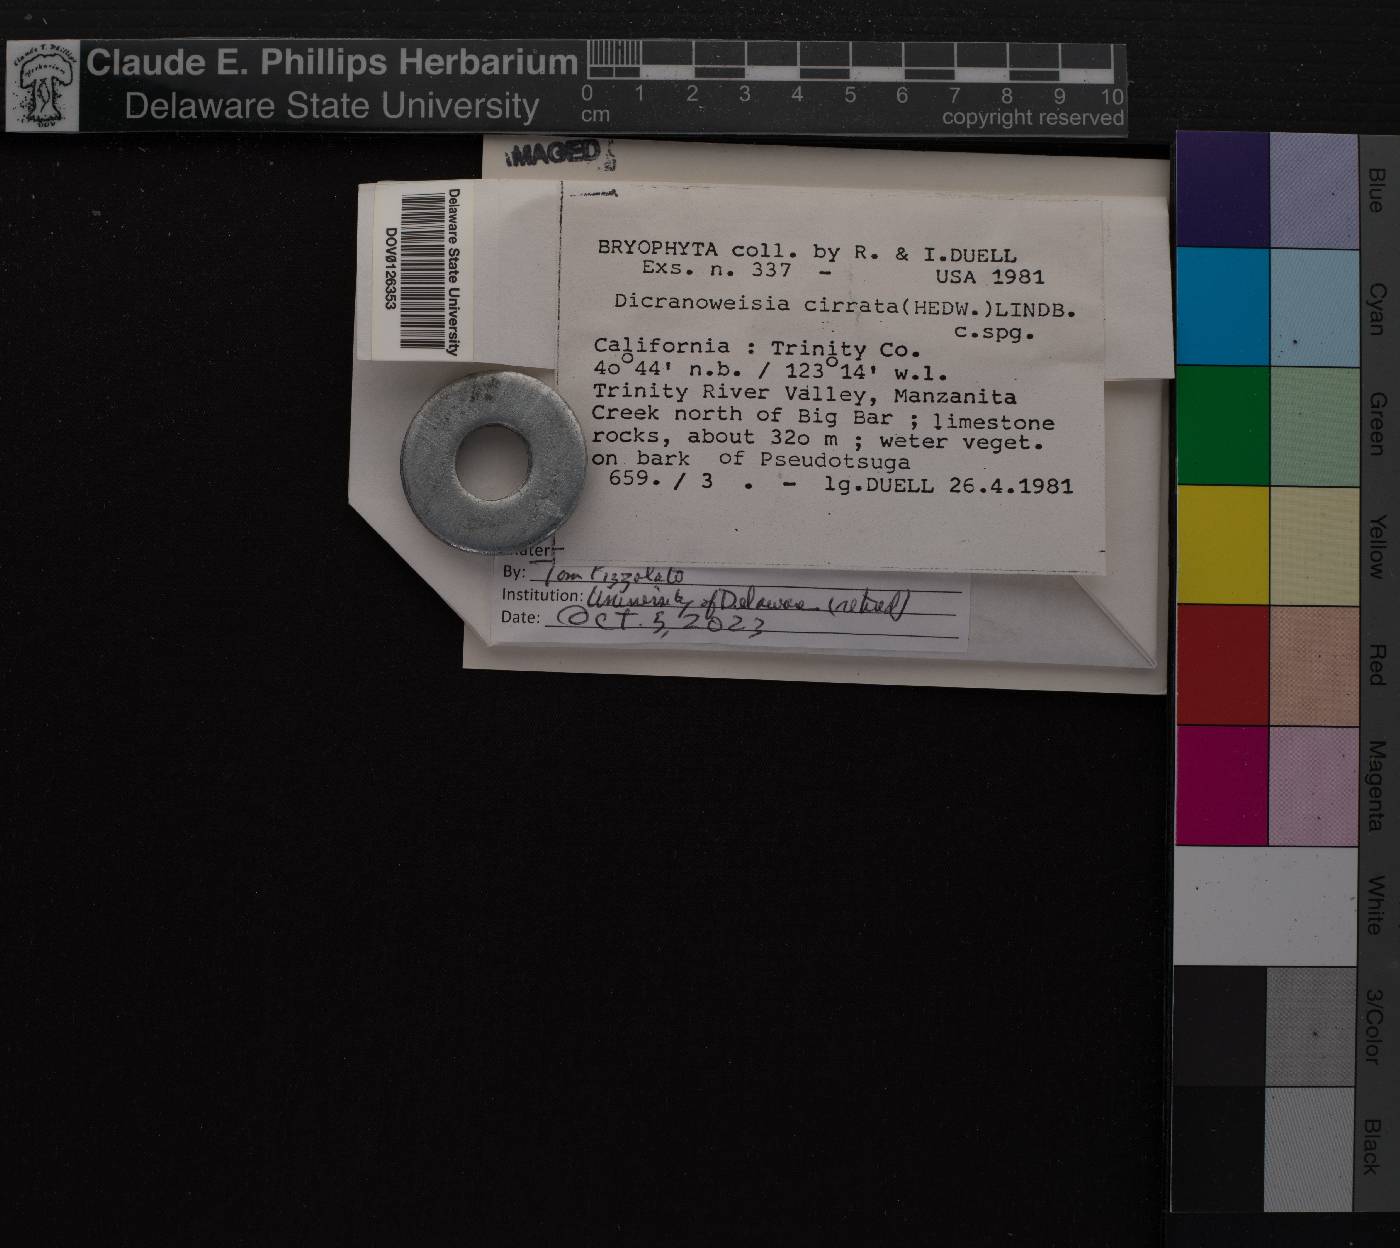 Claude E. Phillips Herbarium
Delaware State University
0 1 2 3 4 5 6 7 8 9 10
cm
copyright reserved
IMAGED
Delaware State University
DOV0126353
BRYOPHYTA coll. by R. & I.DUELL
Exs. n. 337 - USA 1981
Dicranoweisia cirrata(HEDW.)LINDB.
c.spg.
California : Trinity Co.
4o°44' n.b. / 123°14' w.l.
Trinity River Valley, Manzanita
Creek north of Big Bar ; limestone
rocks, about 32o m ; water veget.
on bark of Pseudotsuga
659. / 3 . - lg.DUELL 26.4.1981
By: Tom Pizzolato
Institution: University of Delaware (retired)
Date: Oct. 5, 2023
Blue
Cyan
Green
Yellow
Red
Magenta
White
3/Color
Black